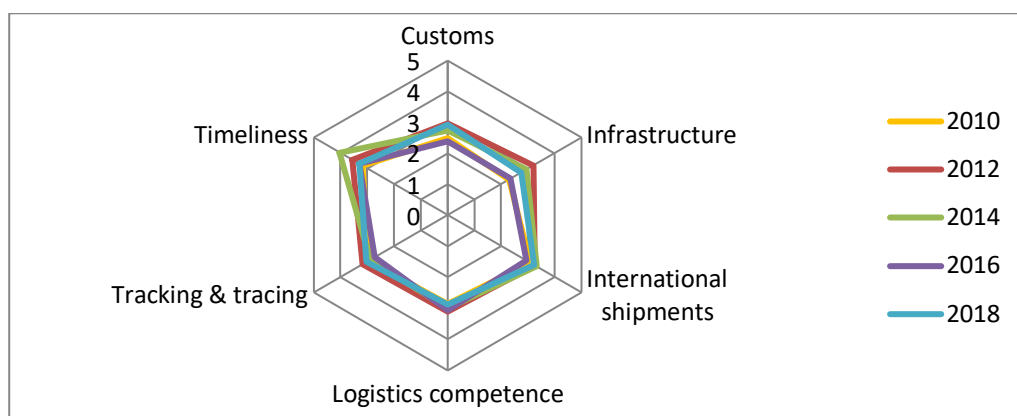 Customs
5
4
3
2
1
0
Timeliness
Infrastructure
Tracking & tracing
International
shipments
Logistics competence
2010
2012
2014
2016
2018